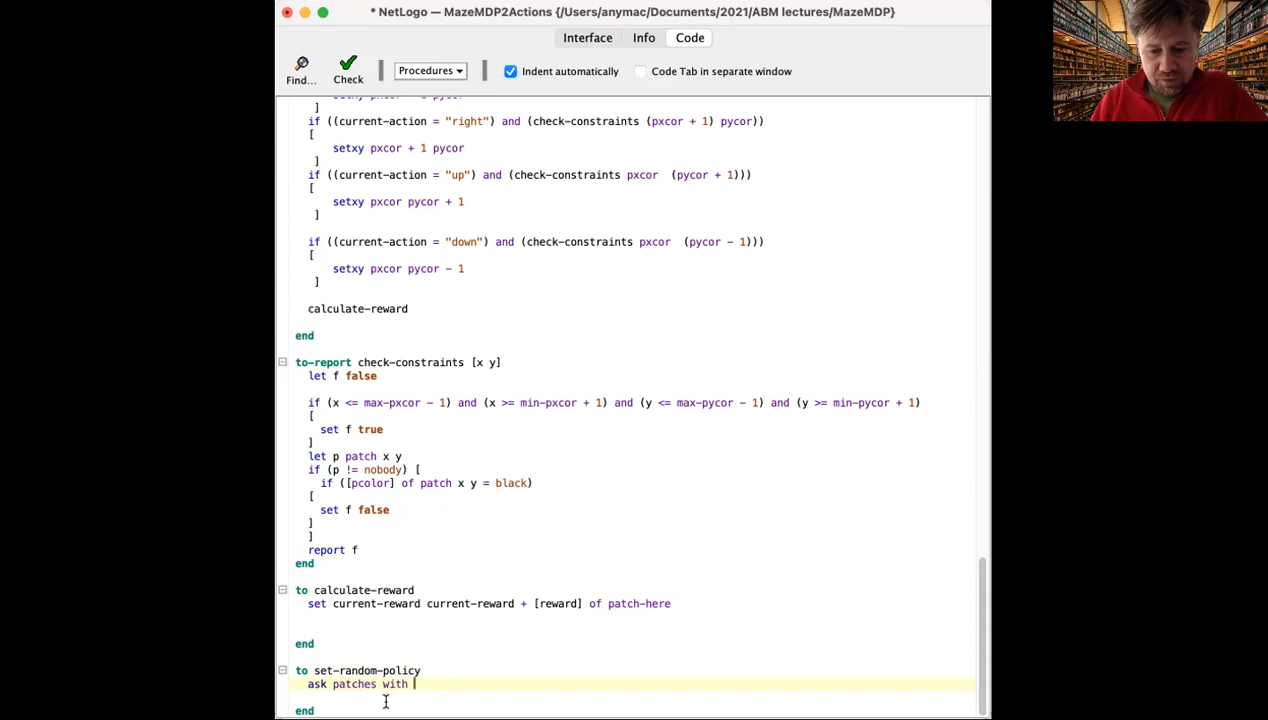 * NetLogo — MazeMDP2Actions {/Users/anymac/Documents/2021/ABM lectures/MazeMDP}
Interface Info Code
Find... Check Procedures Indent automatically Code Tab in separate window
]
if ((current-action = "right") and (check-constraints (pxcor + 1) pycor))
[
setxy pxcor + 1 pycor
]
if ((current-action = "up") and (check-constraints pxcor  (pycor + 1)))
[
setxy pxcor pycor + 1
]
if ((current-action = "down") and (check-constraints pxcor  (pycor - 1)))
[
setxy pxcor pycor - 1
]
calculate-reward
end
to-report check-constraints [x y]
let f false
if (x <= max-pxcor - 1) and (x >= min-pxcor + 1) and (y <= max-pycor - 1) and (y >= min-pycor + 1)
[
set f true
]
let p patch x y
if (p != nobody) [
if ([pcolor] of patch x y = black)
[
set f false
]
]
report f
end
to calculate-reward
set current-reward current-reward + [reward] of patch-here
end
to set-random-policy
ask patches with
end